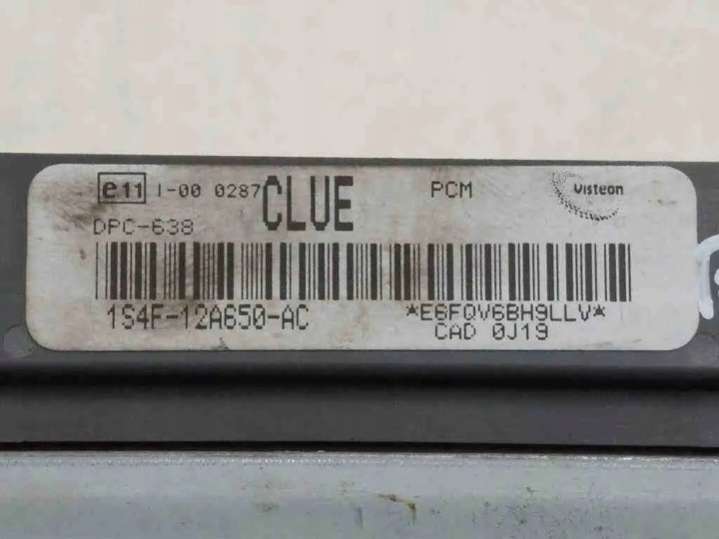 e11 I-00 0287 CLUE PCM Visteon
DPC-638
1S4F-12A650-AC *E6FQV6BH9LLV*
CAD 0J19